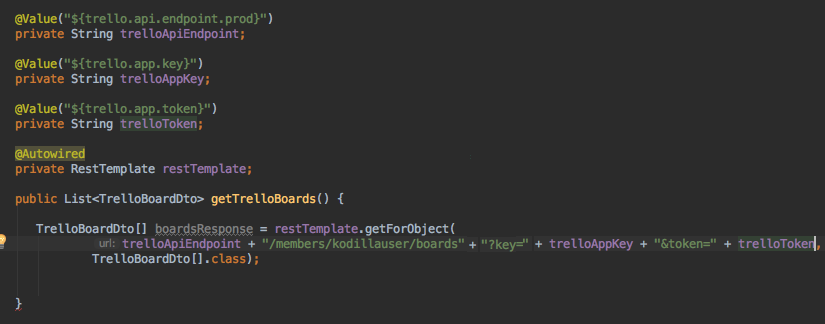 @Value("${trello.api.endpoint.prod}")
private String trelloApiEndpoint;
@Value("${trello.app.key}")
private String trelloAppKey;
@Value("${trello.app.token}")
private String trelloToken;
@Autowired
private RestTemplate restTemplate;
public List<TrelloBoardDto> getTrelloBoards() {
TrelloBoardDto[] boardsResponse = restTemplate.getForObject(
url: trelloApiEndpoint + "/members/kodillauser/boards" + "?key=" + trelloAppKey + "&token=" + trelloToken,
TrelloBoardDto[].class);
}